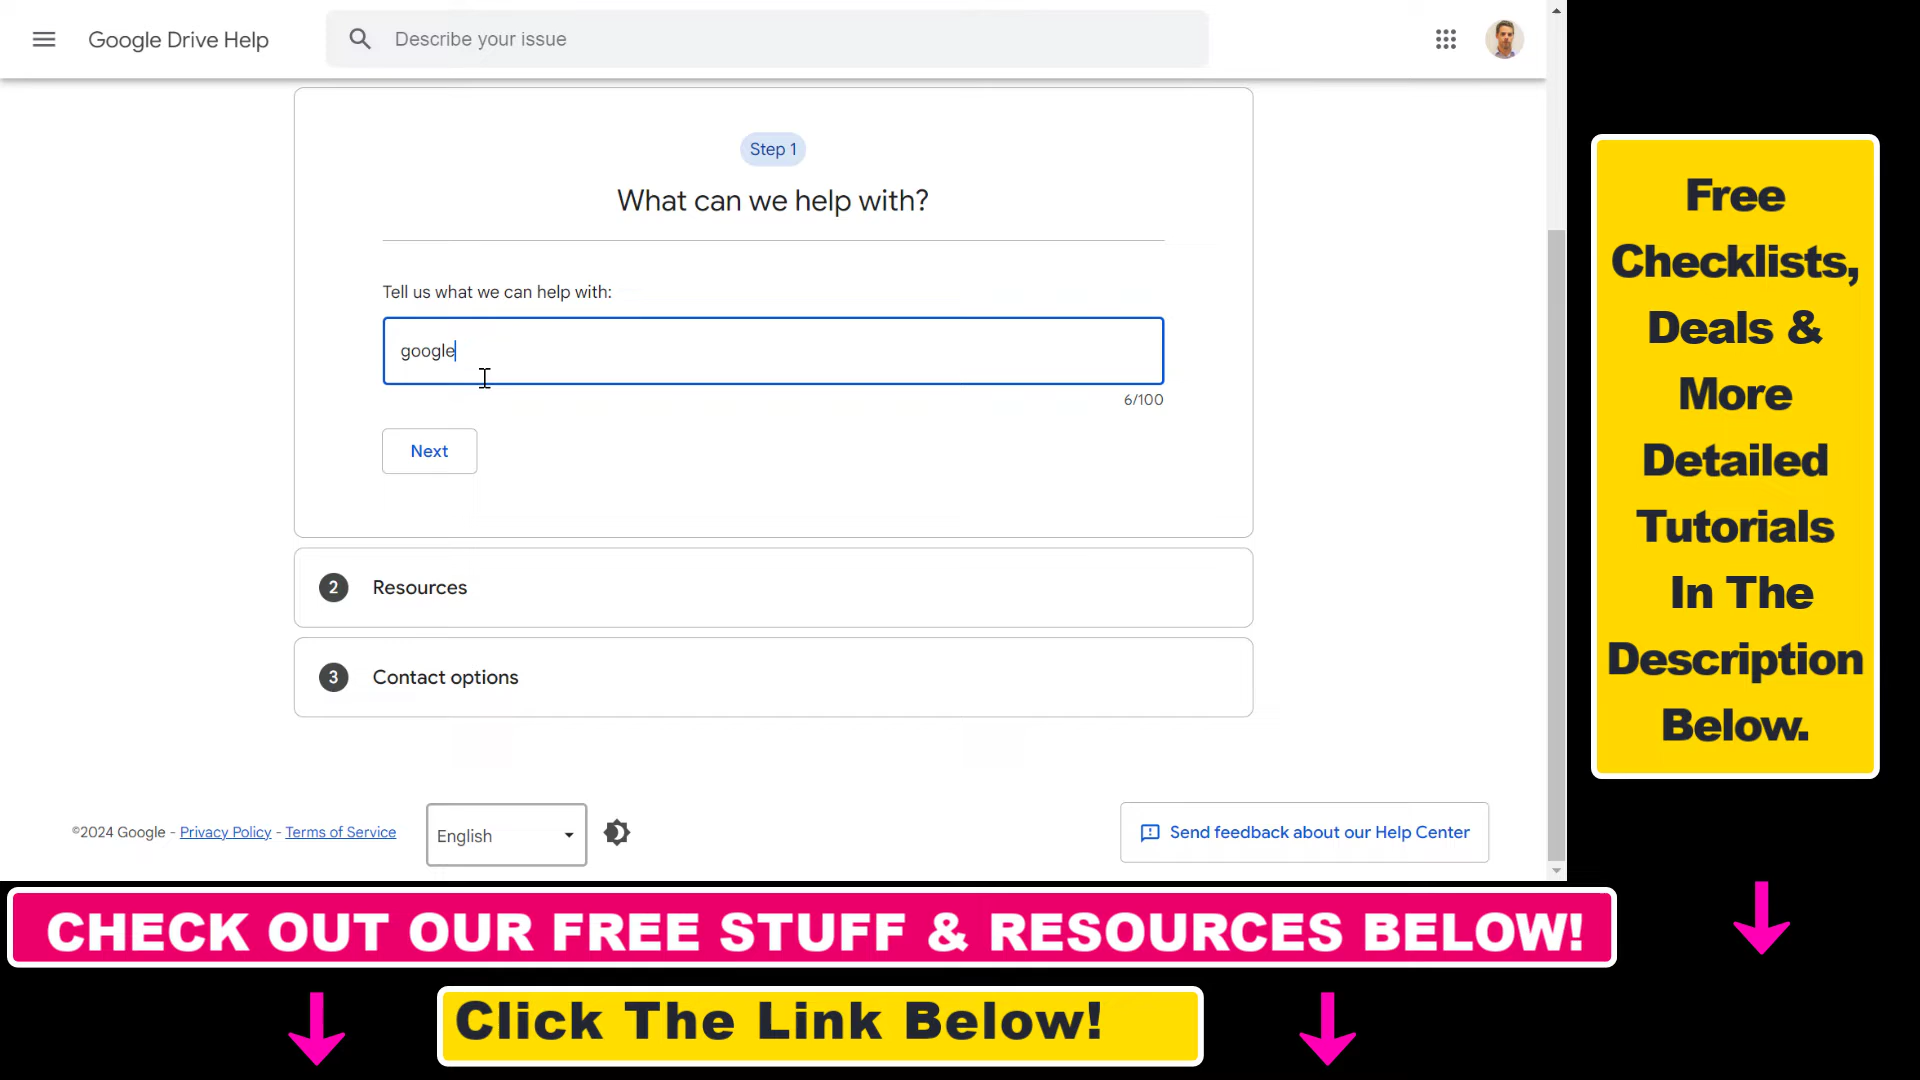 Google Drive Help
Describe your issue
Step 1
What can we help with?
Tell us what we can help with:
google
6/100
Next
2 Resources
3 Contact options
©2024 Google - Privacy Policy - Terms of Service
English
Send feedback about our Help Center
Free
Checklists,
Deals &
More
Detailed
Tutorials
In The
Description
Below.
CHECK OUT OUR FREE STUFF & RESOURCES BELOW!
Click The Link Below!